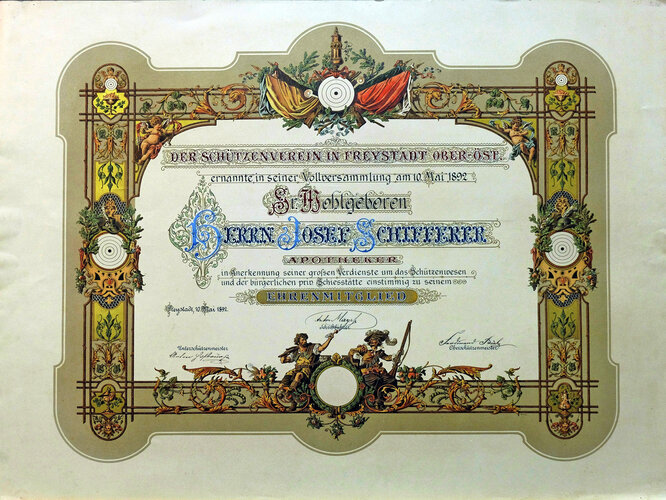 DER SCHÜTZENVEREIN IN FREYSTADT OBER-ÖST.
ernannte in seiner Vollversammlung am 10. Mai 1892
Sr. Wohlgeboren
HERRN JOSEF SCHIFFERER
APOTHEKER
in Anerkennung seiner großen Verdienste um das Schützenwesen
und der bürgerlichen priv. Schiesstätte einstimmig zu seinem
EHRENMITGLIED
Freystadt, 10. Mai 1892.
Unterschützenmeister
Oberschützenmeister